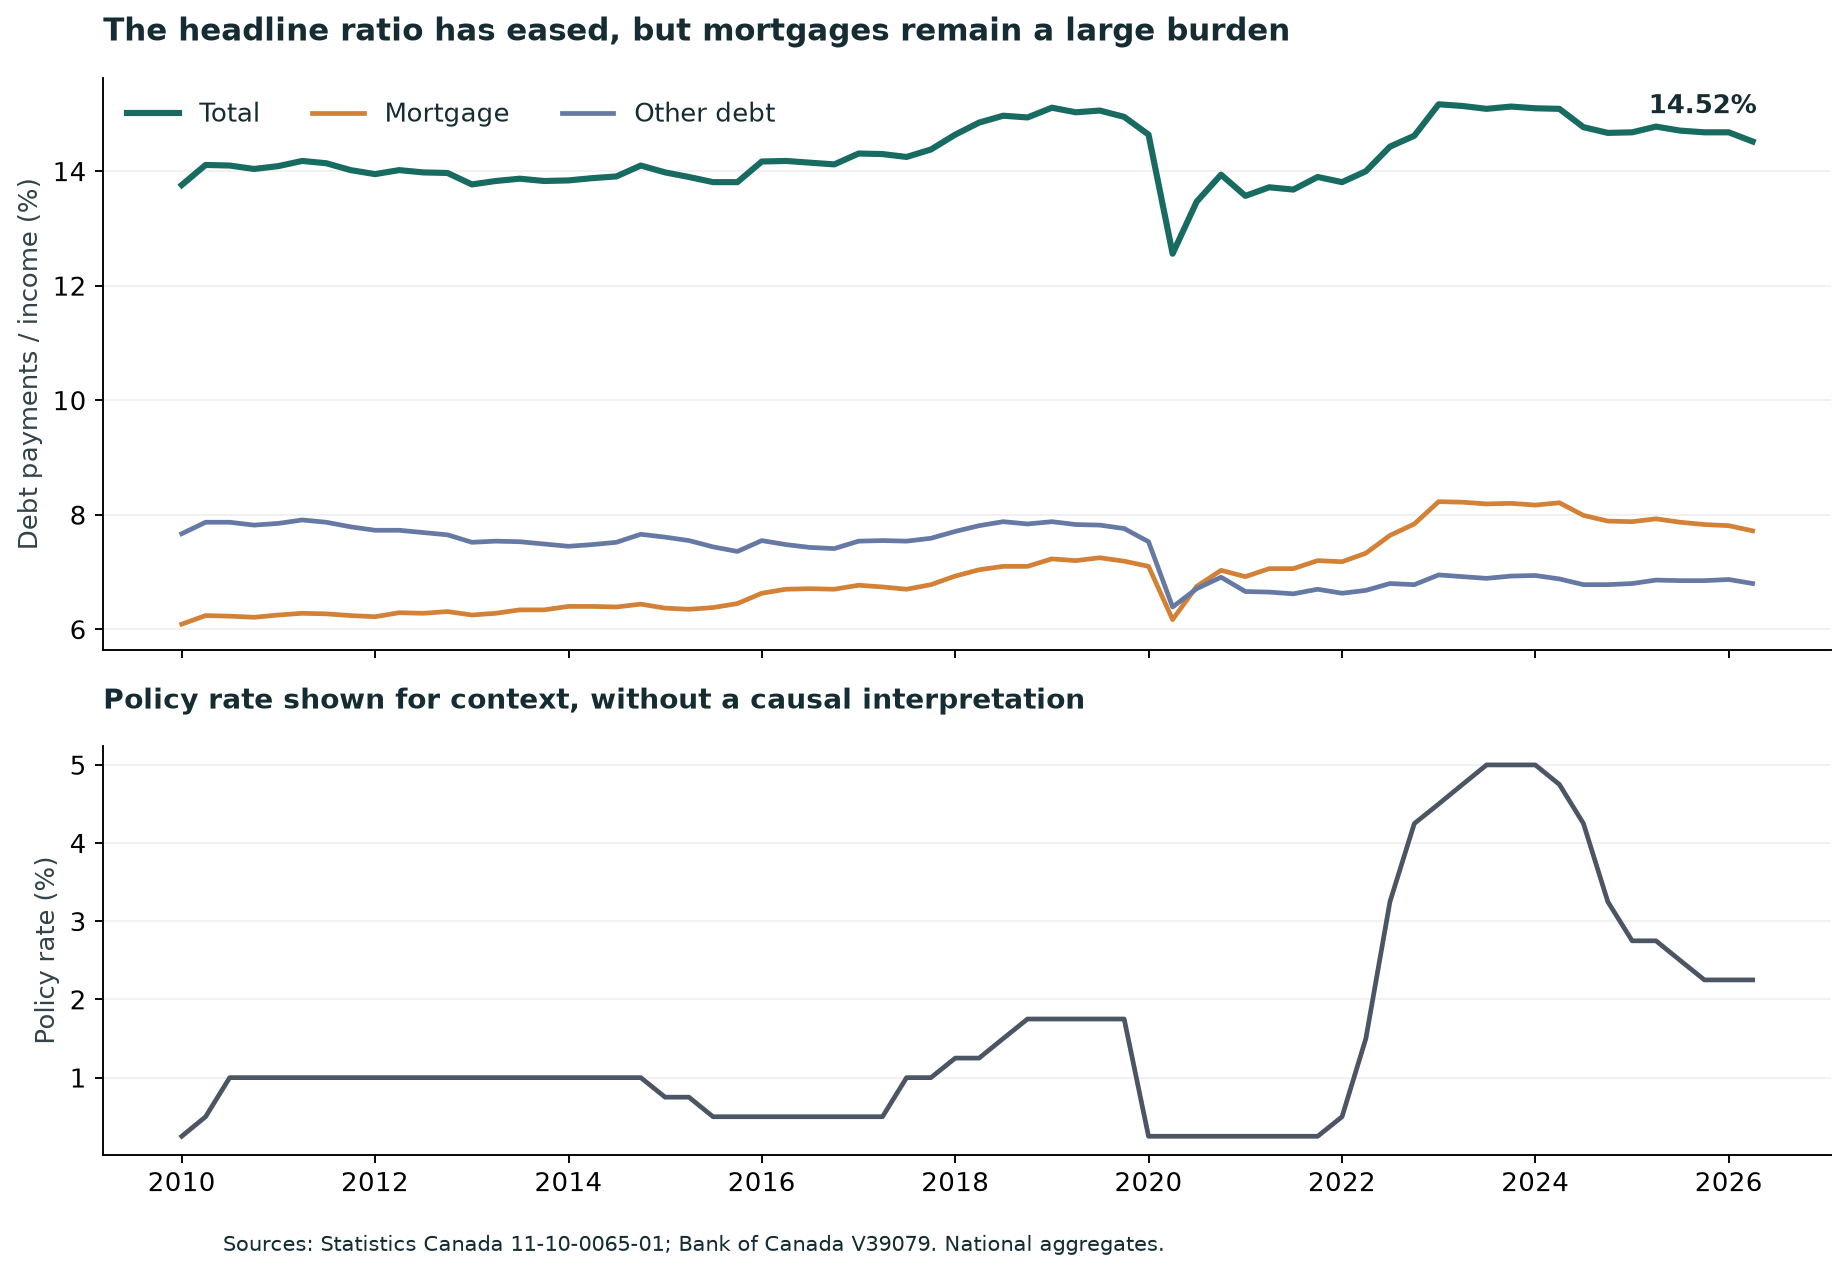 The headline ratio has eased, but mortgages remain a large burden
Total
Mortgage
Other debt
14.52%
Debt payments / income (%)
14
12
10
8
6
Policy rate shown for context, without a causal interpretation
Policy rate (%)
5
4
3
2
1
2010
2012
2014
2016
2018
2020
2022
2024
2026
Sources: Statistics Canada 11-10-0065-01; Bank of Canada V39079. National aggregates.